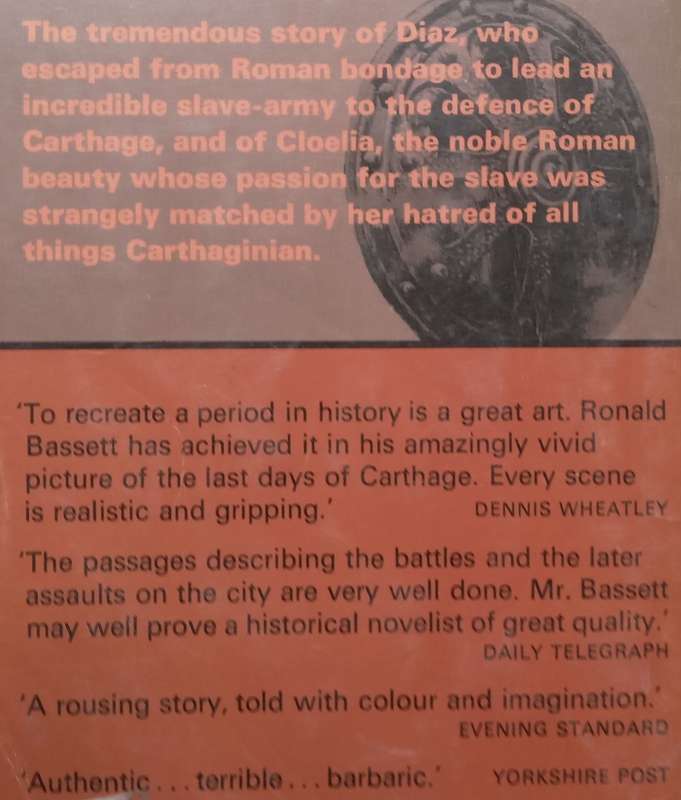 The tremendous story of Diaz, who
escaped from Roman bondage to lead an
incredible slave-army to the defence of
Carthage, and of Cloelia, the noble Roman
beauty whose passion for the slave was
strangely matched by her hatred of all
things Carthaginian.
'To recreate a period in history is a great art. Ronald
Bassett has achieved it in his amazingly vivid
picture of the last days of Carthage. Every scene
is realistic and gripping.' DENNIS WHEATLEY
'The passages describing the battles and the later
assaults on the city are very well done. Mr. Bassett
may well prove a historical novelist of great quality.'
DAILY TELEGRAPH
'A rousing story, told with colour and imagination.'
EVENING STANDARD
'Authentic...terrible...barbaric.' YORKSHIRE POST